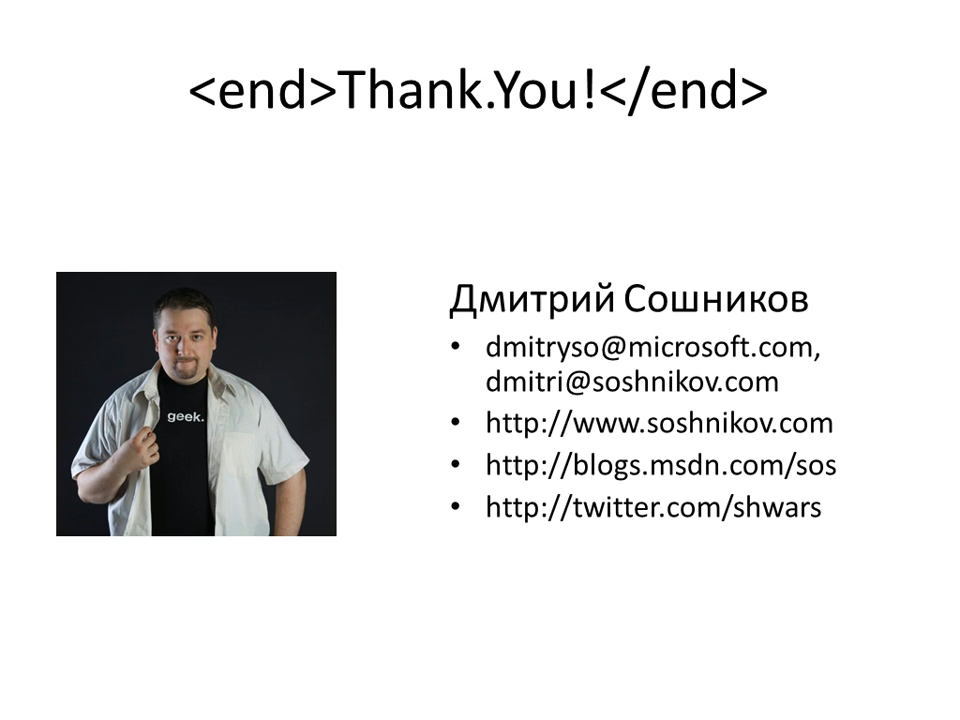 <end>Thank.You!</end>
geek.
Дмитрий Сошников
• dmitryso@microsoft.com,
dmitri@soshnikov.com
• http://www.soshnikov.com
• http://blogs.msdn.com/sos
• http://twitter.com/shwars